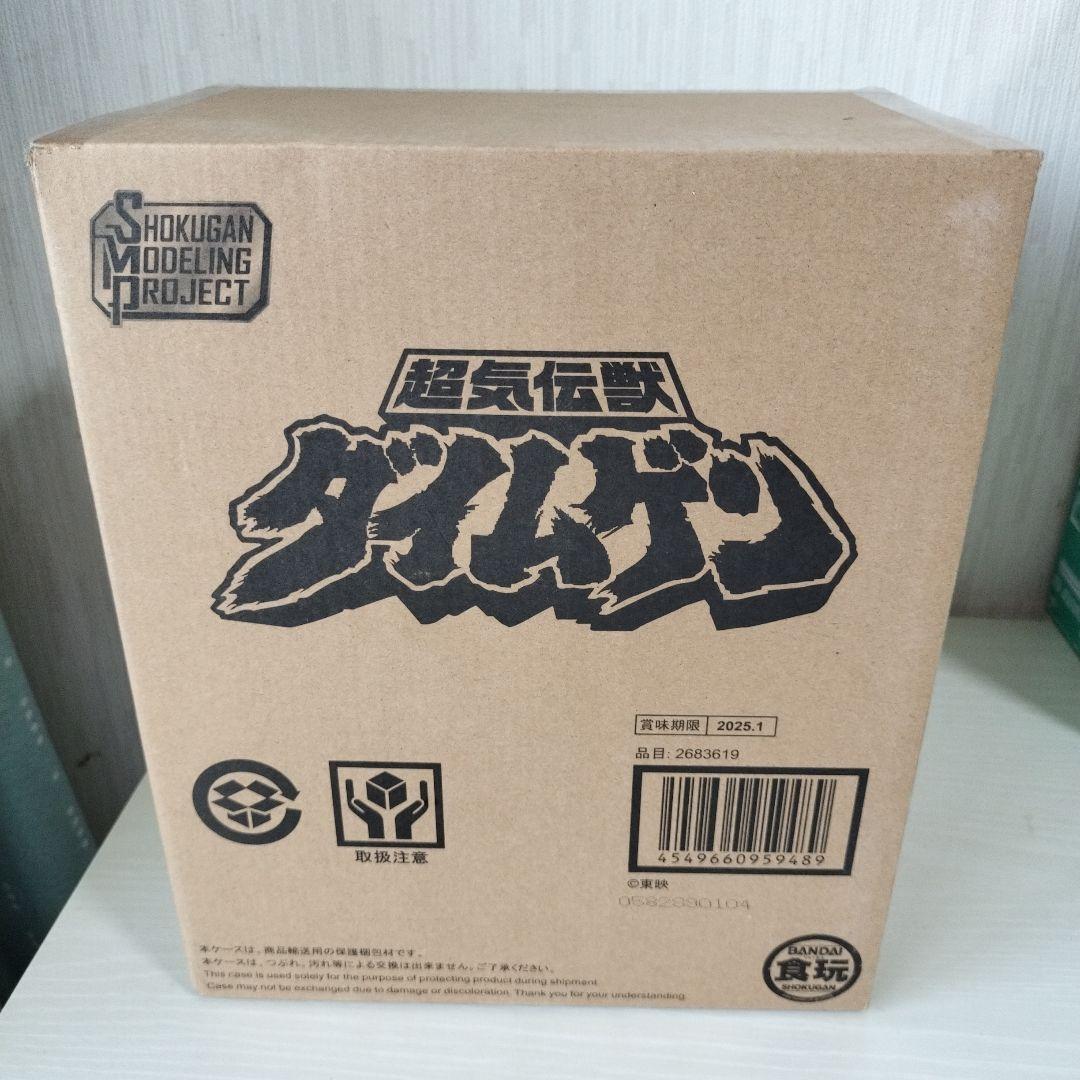 SHOKUGAN
MODELING
PROJECT
超気伝獣
ダイムゲン
賞味期限 2025.1
品目: 2683619
4549660959489
©東映
0582890104
取扱注意
本ケースは、商品輸送用の保護梱包材です。
本ケースは、つぶれ、汚れ等による交換は出来ません。ご了承ください。
This case is used solely for the purpose of protecting product during shipment.
Case may not be exchanged due to damage or discoloration. Thank you for your understanding.
BANDAI
食玩
SHOKUGAN